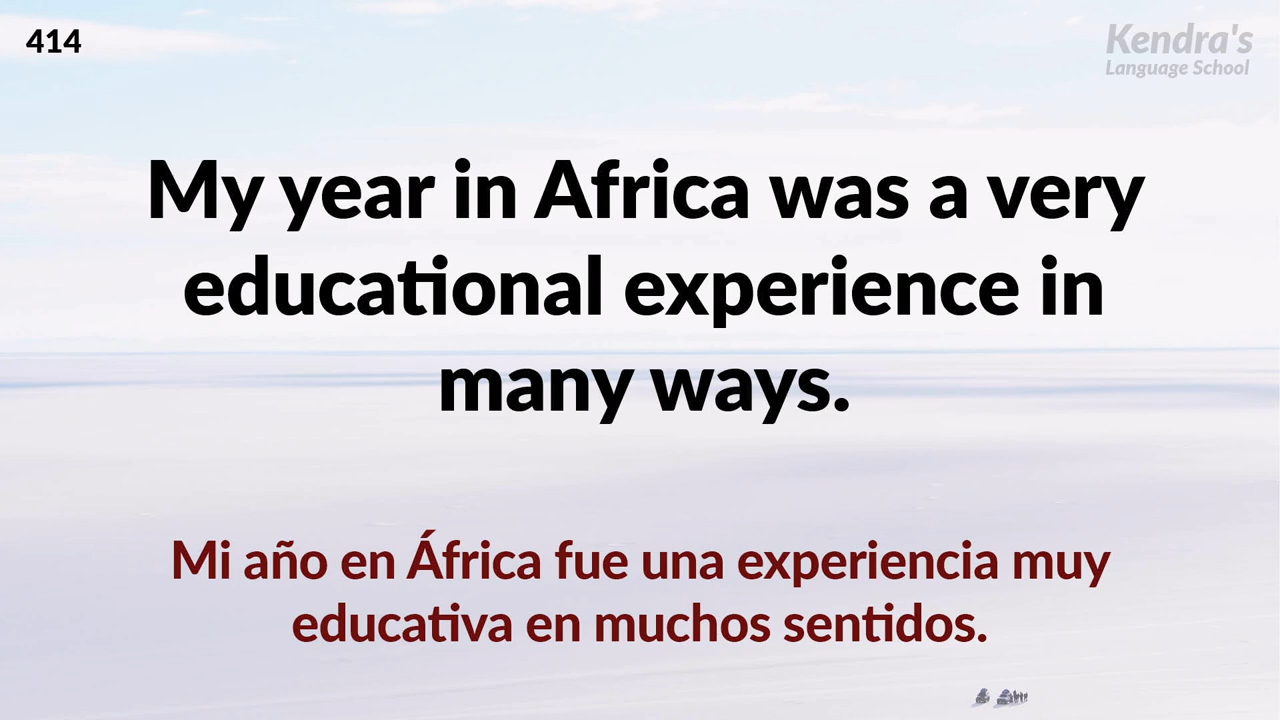 414
Kendra's
Language School
My year in Africa was a very
educational experience in
many ways.
Mi año en África fue una experiencia muy
educativa en muchos sentidos.